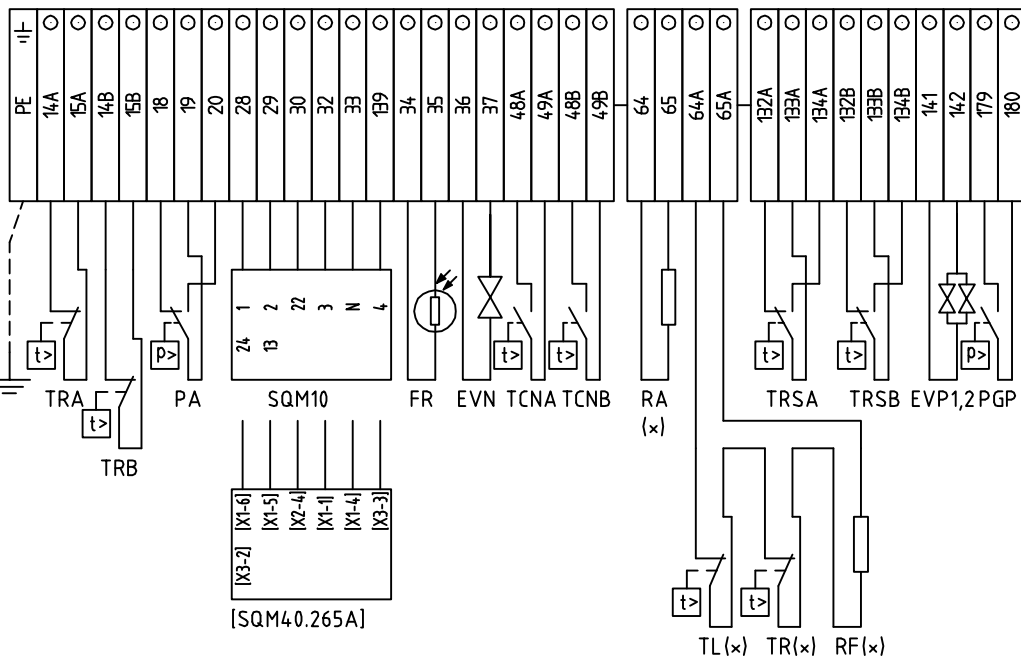 PE 14A 15A 14B 15B 18 19 20 28 29 30 32 33 139 34 35 36 37 48A 49A 48B 49B 64 65 64A 65A 132A 133A 134A 132B 133B 134B 141 142 179 180
1 2 22 3 N 4
24 13
t> p> t> t> t> t> p>
TRA PA SQM10 FR EVN TCNA TCNB RA TRSA TRSB EVP1,2 PGP
t> (x)
TRB
[X1-6] [X1-5] [X2-4] [X1-1] [X1-4] [X3-3]
[X3-2]
t> t>
[SQM40.265A]
TL(x) TR(x) RF(x)